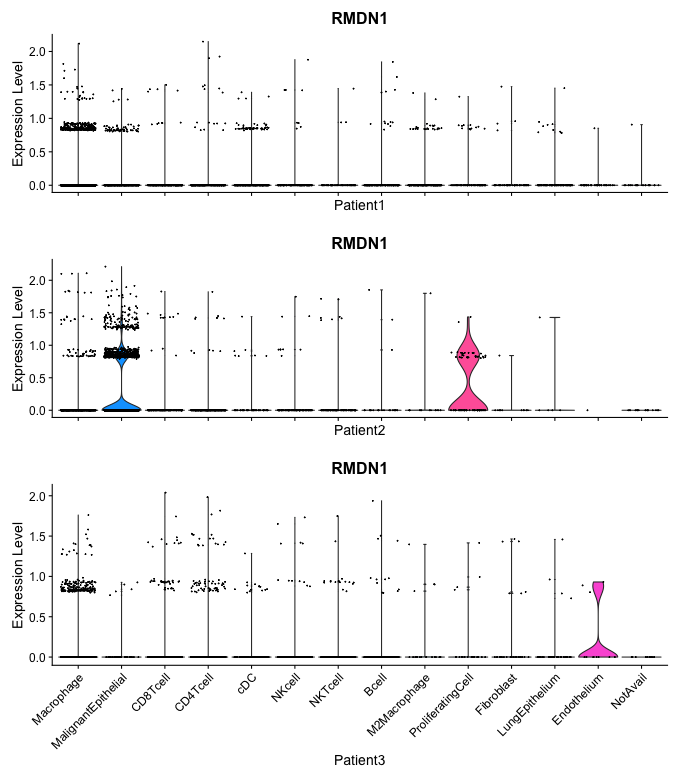 RMDN1
Expression Level
2.0
1.5
1.0
0.5
0.0
Patient1
RMDN1
Expression Level
2.0
1.5
1.0
0.5
0.0
Patient2
RMDN1
Expression Level
2.0
1.5
1.0
0.5
0.0
Macrophage
MalignantEpithelial
CD8Tcell
CD4Tcell
cDC
NKcell
NKTcell
Bcell
M2Macrophage
ProliferatingCell
Fibroblast
LungEpithelium
Endothelium
NotAvail
Patient3